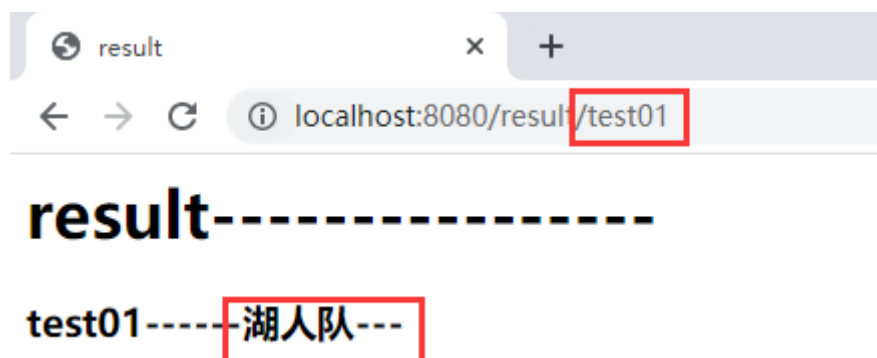 result
localhost:8080/result/test01
result-----------------
test01------湖人队---